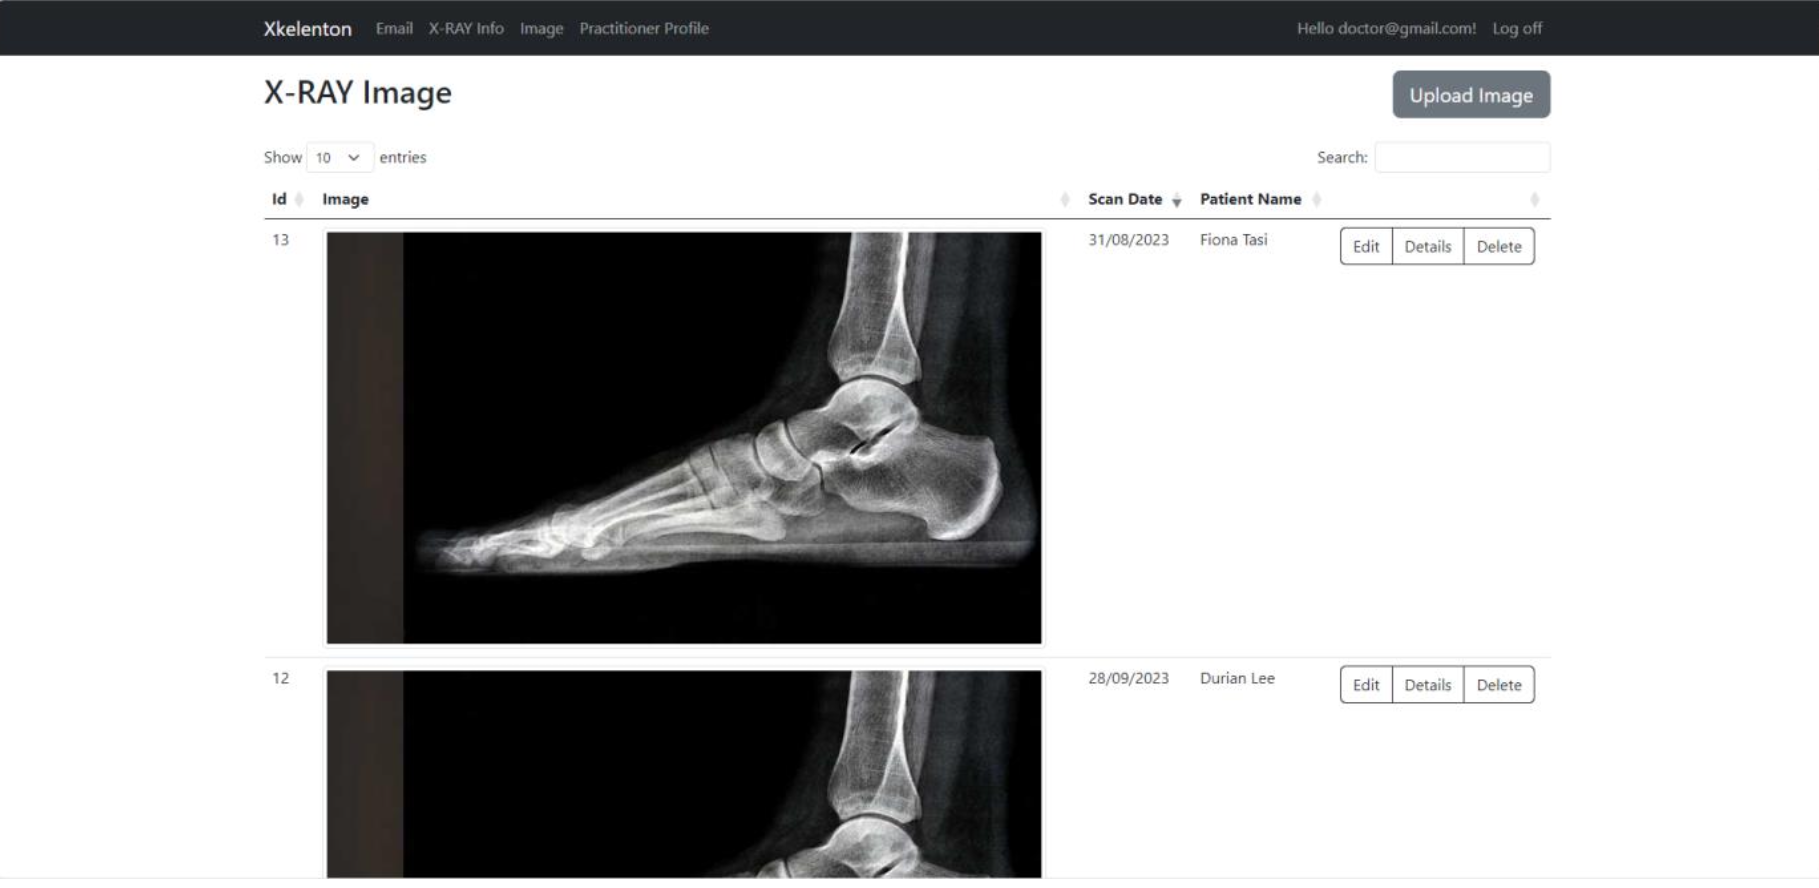 Xkelenton Email X-RAY Info Image Practitioner Profile Hello doctor@gmail.com! Log off
X-RAY Image Upload Image
Show 10 entries Search:
Id Image Scan Date Patient Name
13 31/08/2023 Fiona Tasi Edit Details Delete
12 28/09/2023 Durian Lee Edit Details Delete